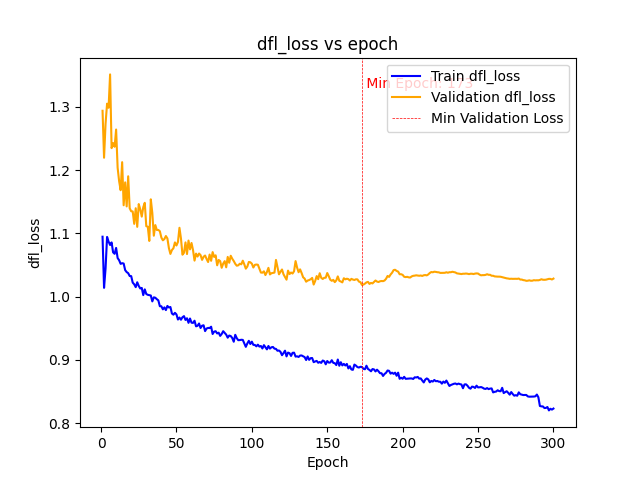 dfl_loss vs epoch
Min Epoch: 173
Train dfl_loss
Validation dfl_loss
Min Validation Loss
dfl_loss
1.3
1.2
1.1
1.0
0.9
0.8
0
50
100
150
200
250
300
Epoch